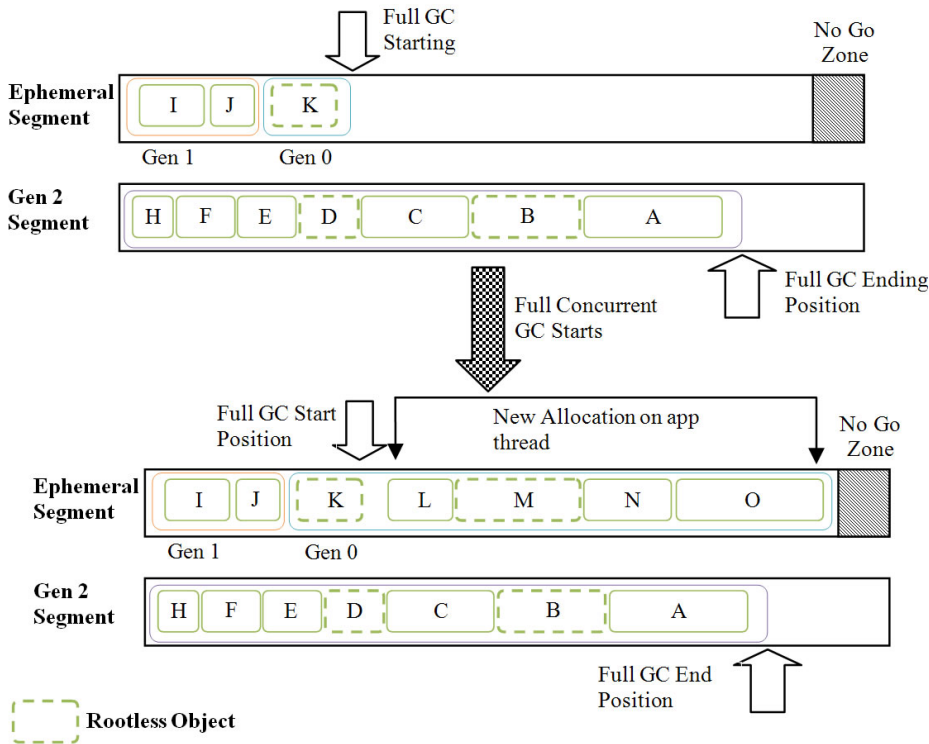 Full GC
Starting
No Go
Zone
Ephemeral
Segment
I
J
K
Gen 1
Gen 0
Gen 2
Segment
H
F
E
D
C
B
A
Full GC Ending
Position
Full Concurrent
GC Starts
Full GC Start
Position
New Allocation on app
thread
No Go
Zone
Ephemeral
Segment
I
J
K
L
M
N
O
Gen 1
Gen 0
Gen 2
Segment
H
F
E
D
C
B
A
Full GC End
Position
Rootless Object